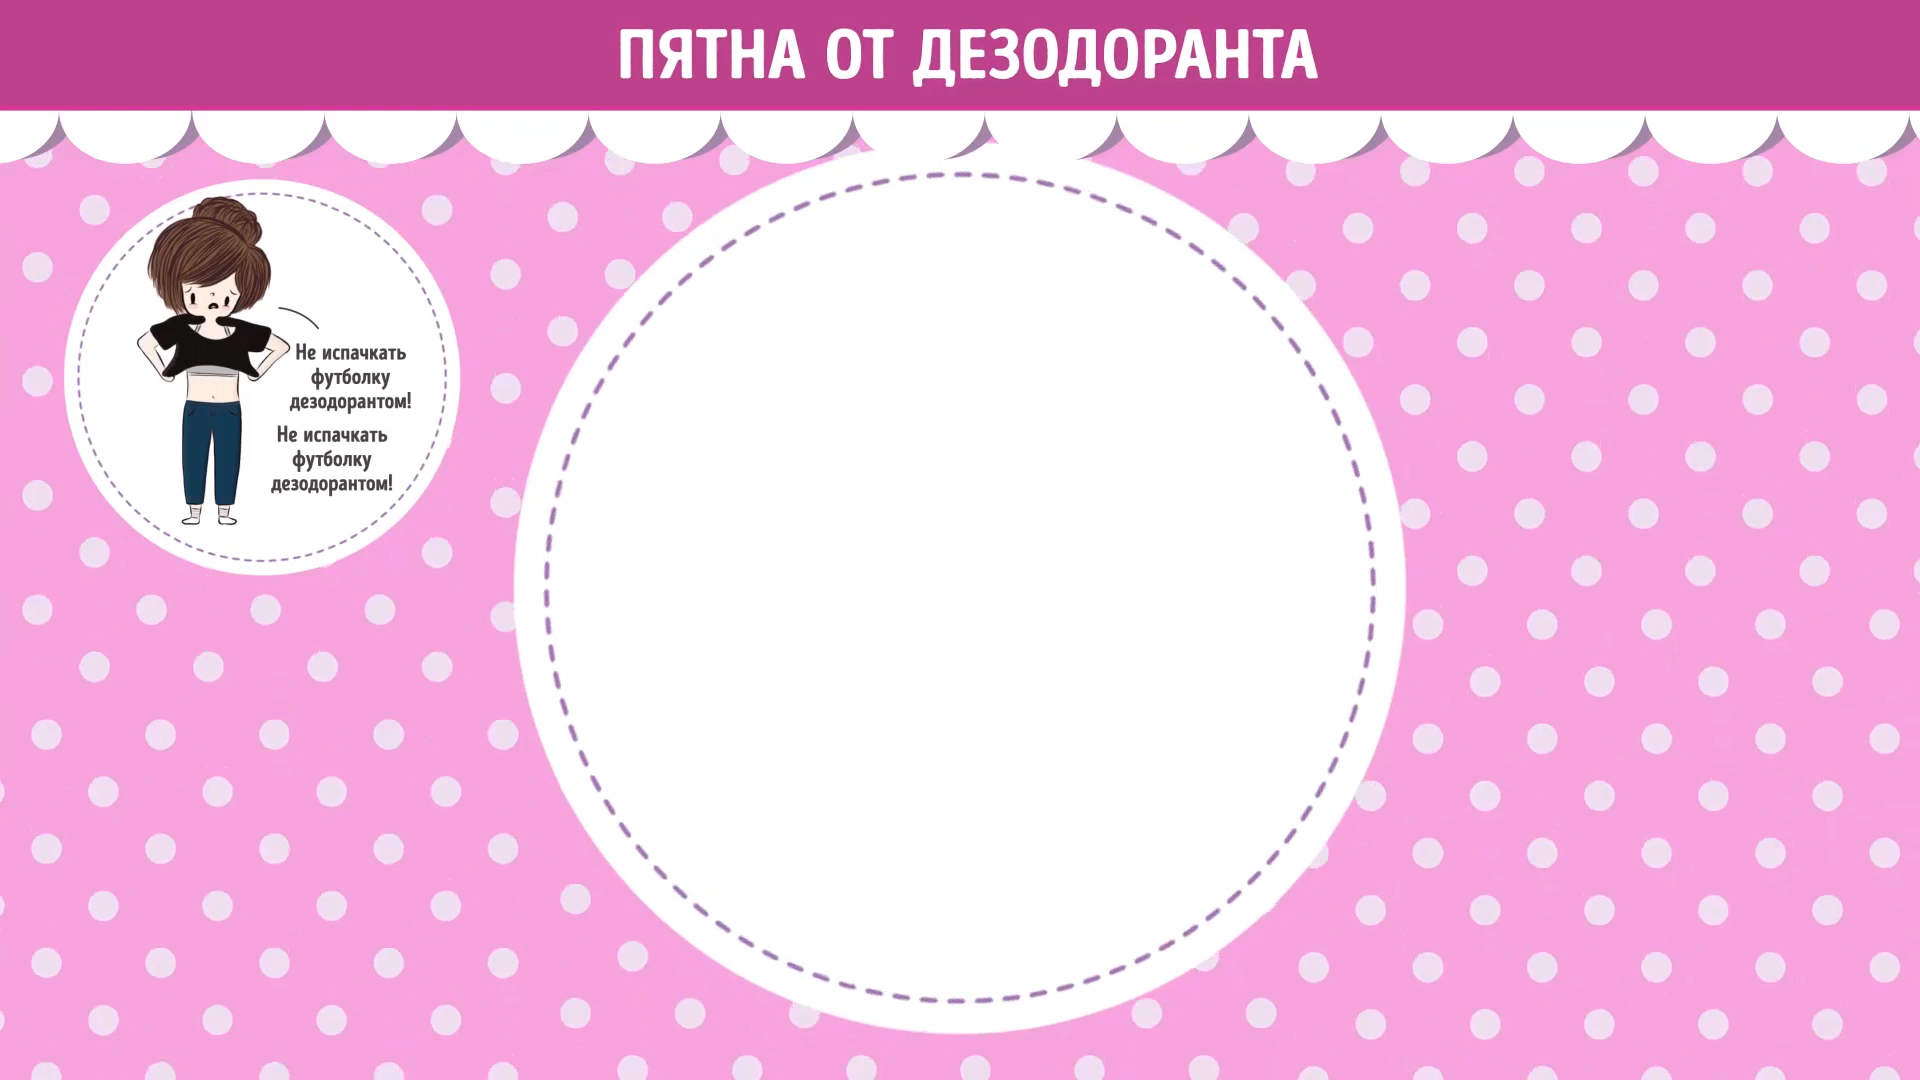 ПЯТНА ОТ ДЕЗОДОРАНТА
Не испачкать
футболку
дезодорантом!
Не испачкать
футболку
дезодорантом!